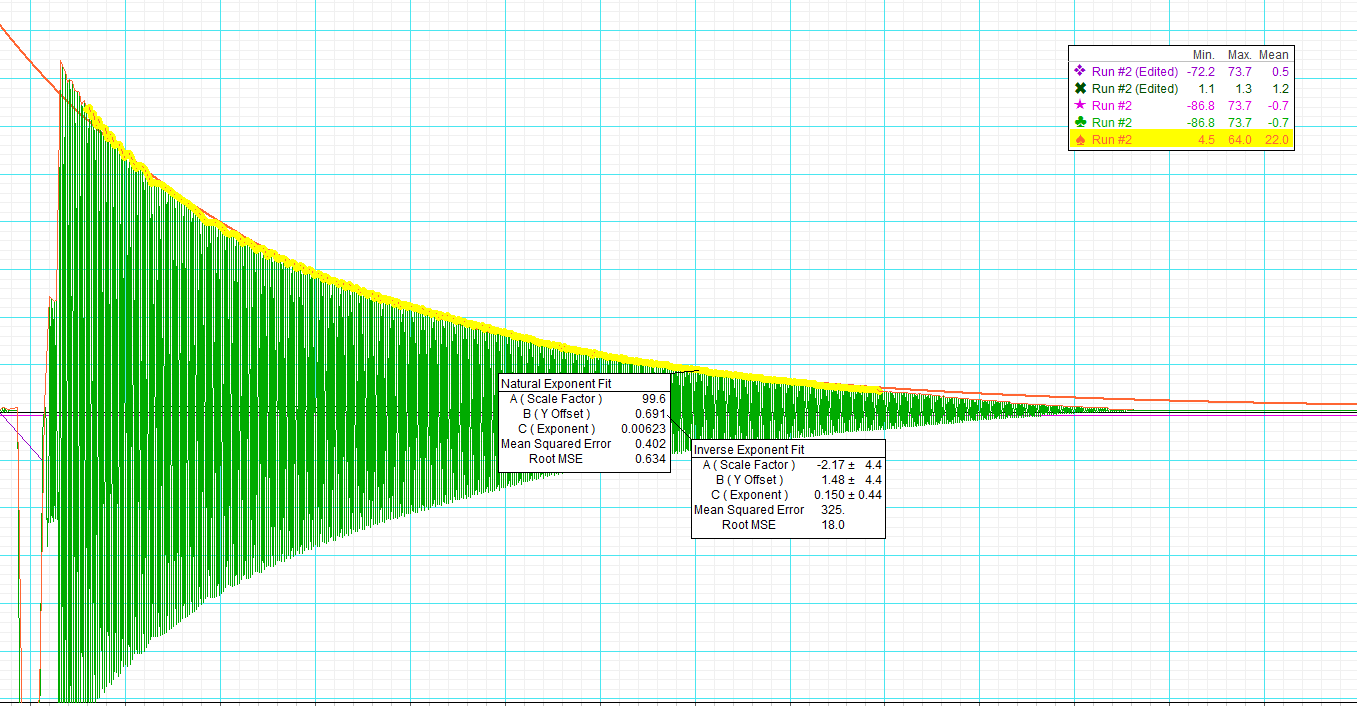 Min. Max. Mean
Run #2 (Edited) -72.2 73.7 0.5
Run #2 (Edited) 1.1 1.3 1.2
Run #2 -86.8 73.7 -0.7
Run #2 -86.8 73.7 -0.7
Run #2 4.5 64.0 22.0
Natural Exponent Fit
A ( Scale Factor ) 99.6
B ( Y Offset ) 0.691
C ( Exponent ) 0.00623
Mean Squared Error 0.402
Root MSE 0.634
Inverse Exponent Fit
A ( Scale Factor ) -2.17 ± 4.4
B ( Y Offset ) 1.48 ± 4.4
C ( Exponent ) 0.150 ± 0.44
Mean Squared Error 325.
Root MSE 18.0